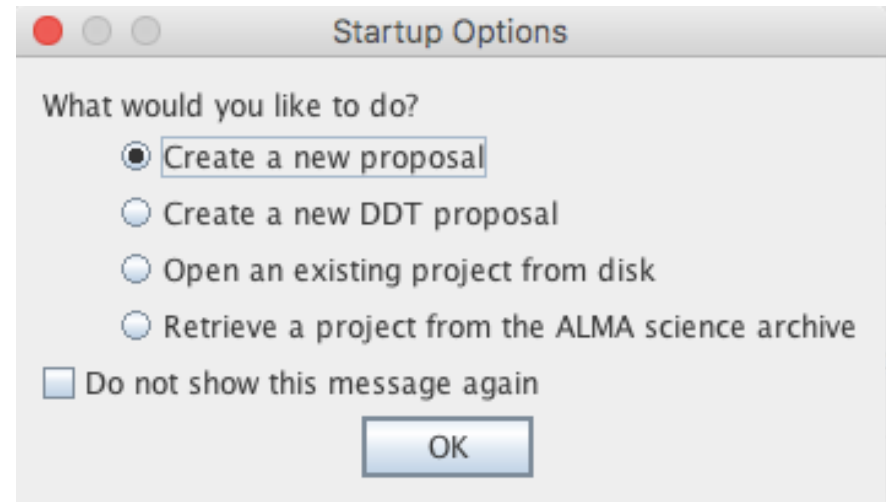 Startup Options
What would you like to do?
Create a new proposal
Create a new DDT proposal
Open an existing project from disk
Retrieve a project from the ALMA science archive
Do not show this message again
OK